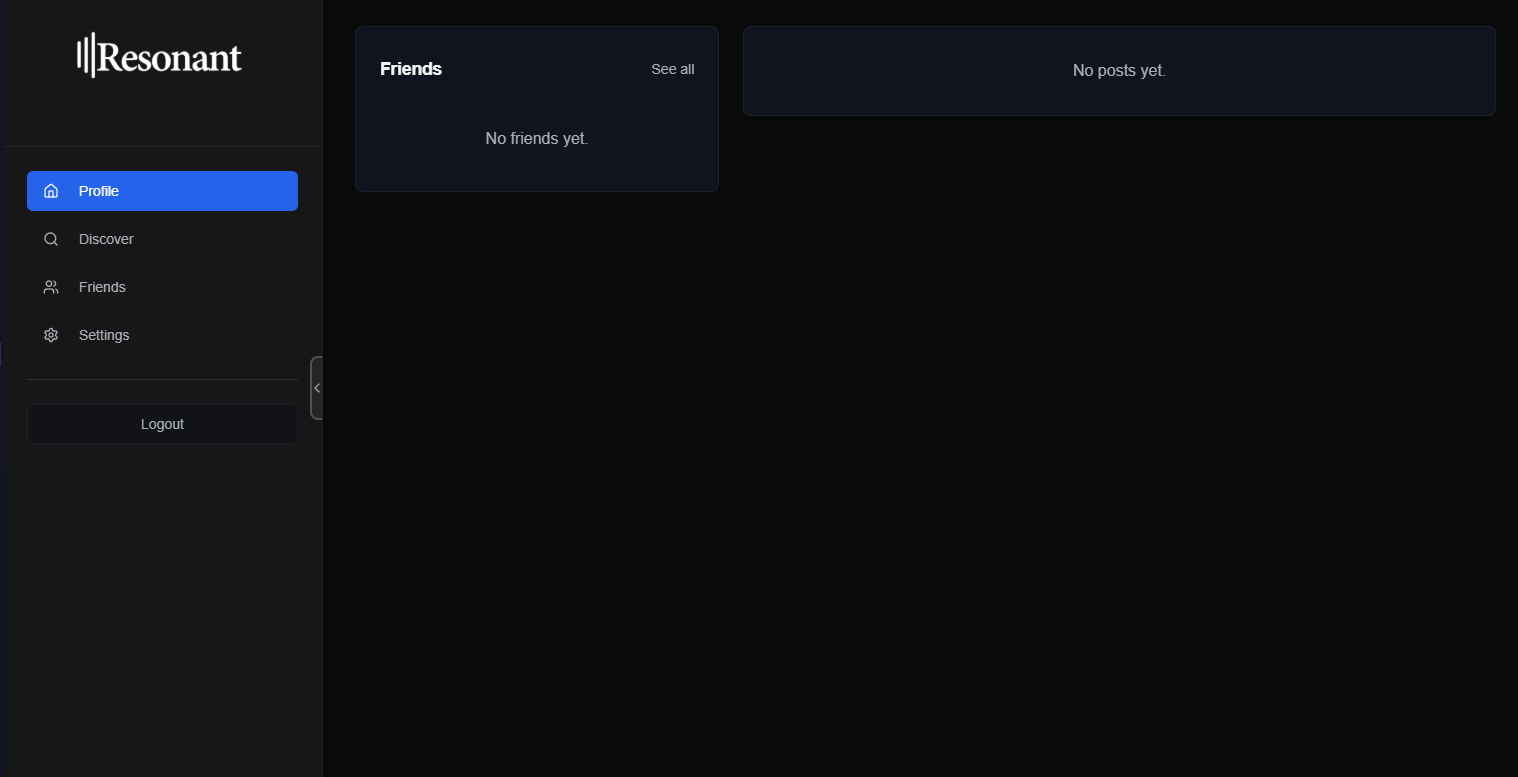 Resonant
Profile
Discover
Friends
Settings
Logout
Friends
See all
No friends yet.
No posts yet.